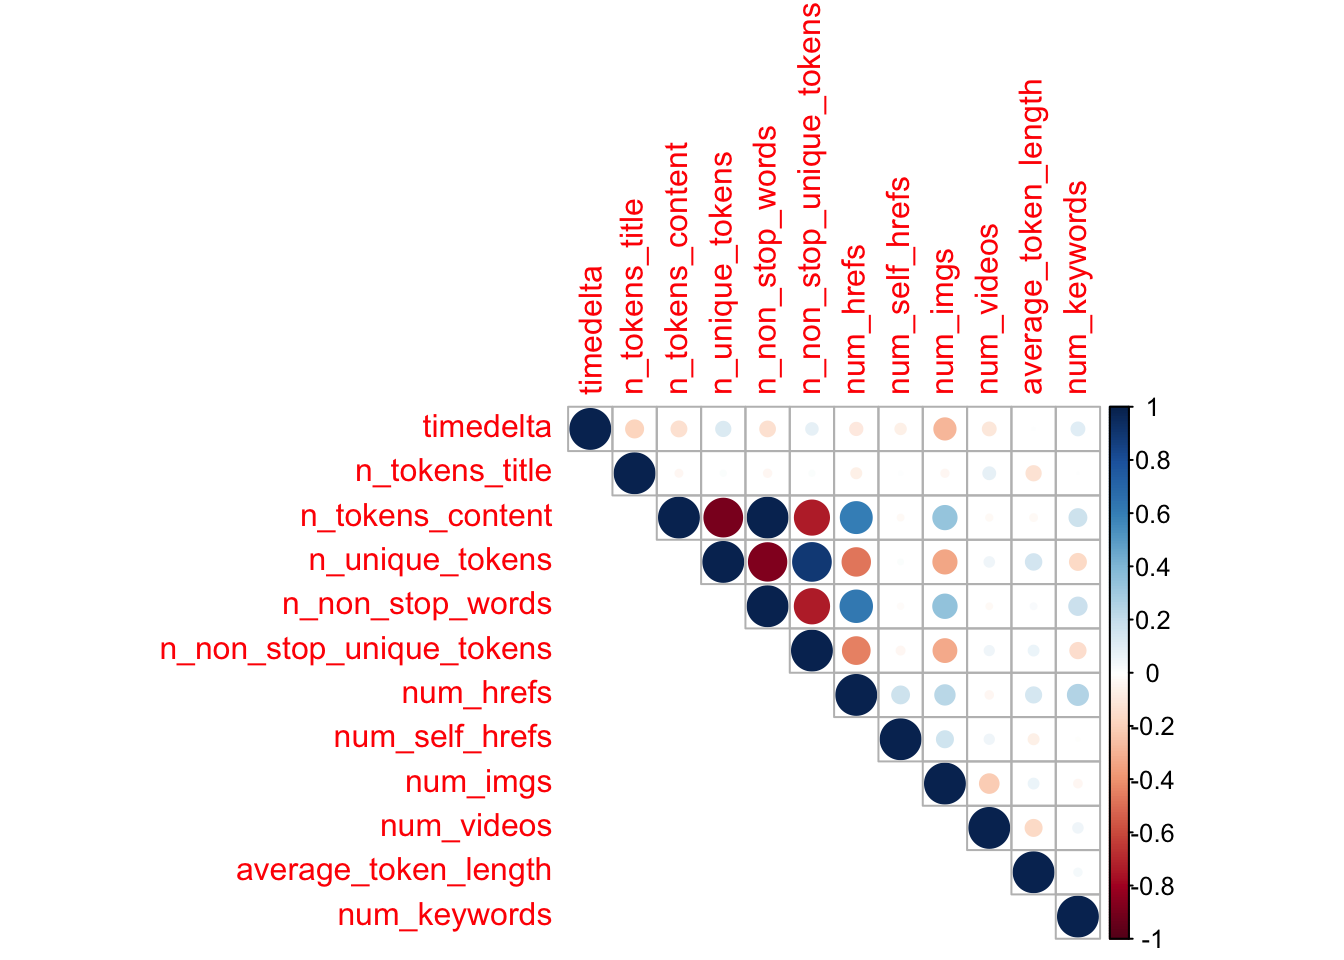 timedelta
n_tokens_title
n_tokens_content
n_unique_tokens
n_non_stop_words
n_non_stop_unique_tokens
num_hrefs
num_self_hrefs
num_imgs
num_videos
average_token_length
num_keywords
timedelta
n_tokens_title
n_tokens_content
n_unique_tokens
n_non_stop_words
n_non_stop_unique_tokens
num_hrefs
num_self_hrefs
num_imgs
num_videos
average_token_length
num_keywords
1
0.8
0.6
0.4
0.2
0
-0.2
-0.4
-0.6
-0.8
-1